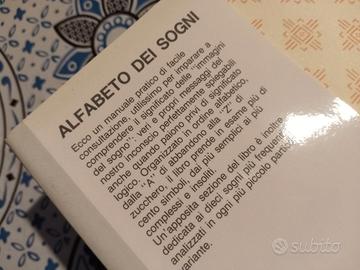 ALFABETO DEI SOGNI
Ecco un manuale pratico di facile
consultazione, utilissimo per imparare a
comprendere il significato delle "immagini
del sogno", veri e propri messaggi del
nostro inconscio perfettamente spiegabili
anche quando paiono privi di significato
logico. Organizzato in ordine alfabetico,
dalla "A" di abbandono alla "Z" di
zucchero, il libro prende in esame più di
cento simboli, dai più semplici ai più
complessi e insoliti.
Un'apposita sezione del libro è inoltre
dedicata ai dieci sogni più frequenti
analizzati in ogni più piccolo
variante.
subito